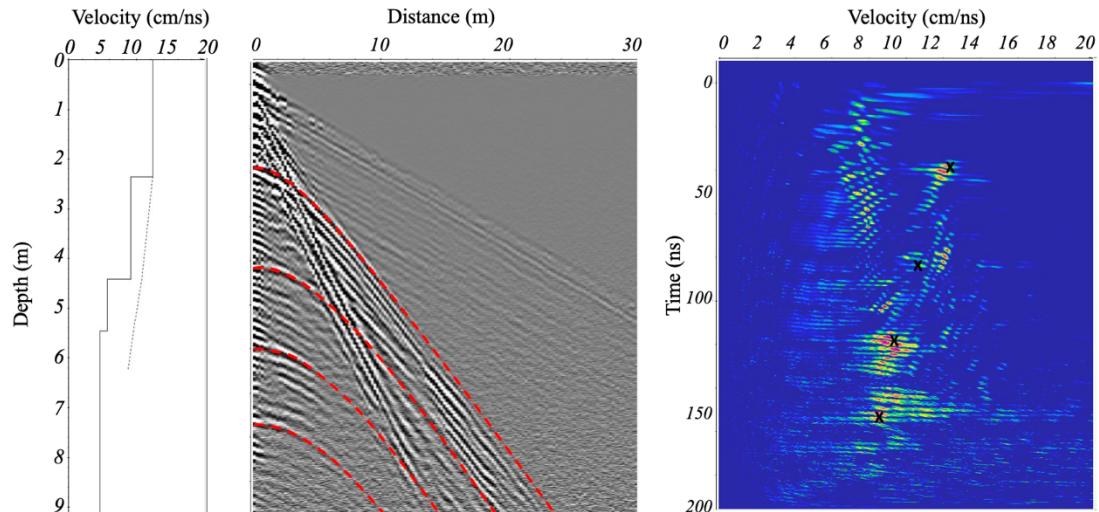 Velocity (cm/ns)
0 5 10 15 20
Depth (m)
0
1
2
3
4
5
6
7
8
9
Distance (m)
0 10 20 30
Velocity (cm/ns)
0 2 4 6 8 10 12 14 16 18 20
Time (ns)
0
50
100
150
200
x
x
x
x